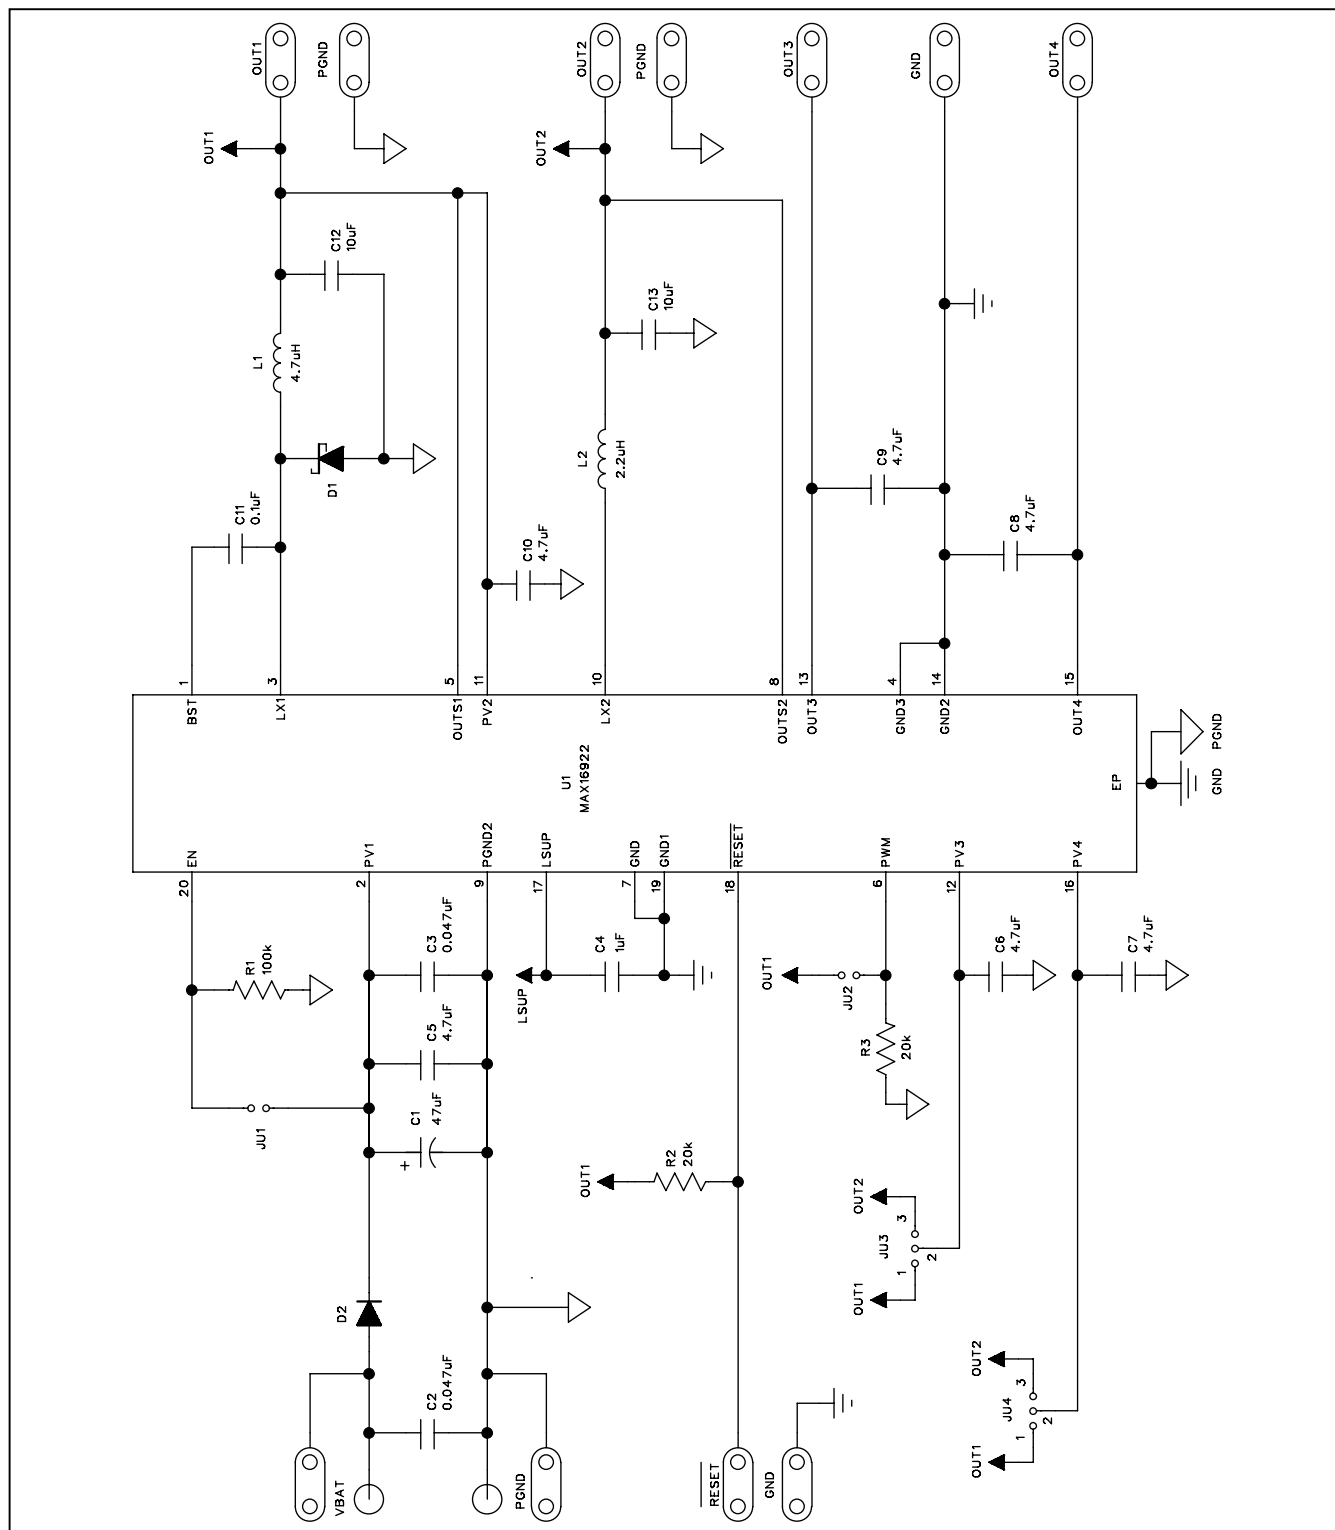 OUT1
PGND
OUT2
PGND
OUT3
GND
OUT4
OUT1
OUT2
C12
10uF
L1
4.7uH
C13
10uF
L2
2.2uH
D1
C11
0.1uF
C10
4.7uF
C9
4.7uF
C8
4.7uF
1
3
5
11
10
8
13
4
14
15
BST
LX1
OUTS1
PV2
LX2
OUTS2
OUT3
GND3
GND2
OUT4
U1
MAX16922
EP
GND
PGND
EN
PV1
PGND2
LSUP
GND
GND1
RESET
PWM
PV3
PV4
20
2
9
17
7
19
18
6
12
16
R1
100k
C3
0.047uF
LSUP
C4
1uF
OUT1
JU2
C6
4.7uF
C7
4.7uF
C5
4.7uF
R3
20k
JU1
C1
47uF
+
OUT1
R2
20k
OUT2
3
JU3
2
1
OUT1
D2
OUT2
3
JU4
2
1
OUT1
C2
0.047uF
VBAT
PGND
RESET
GND